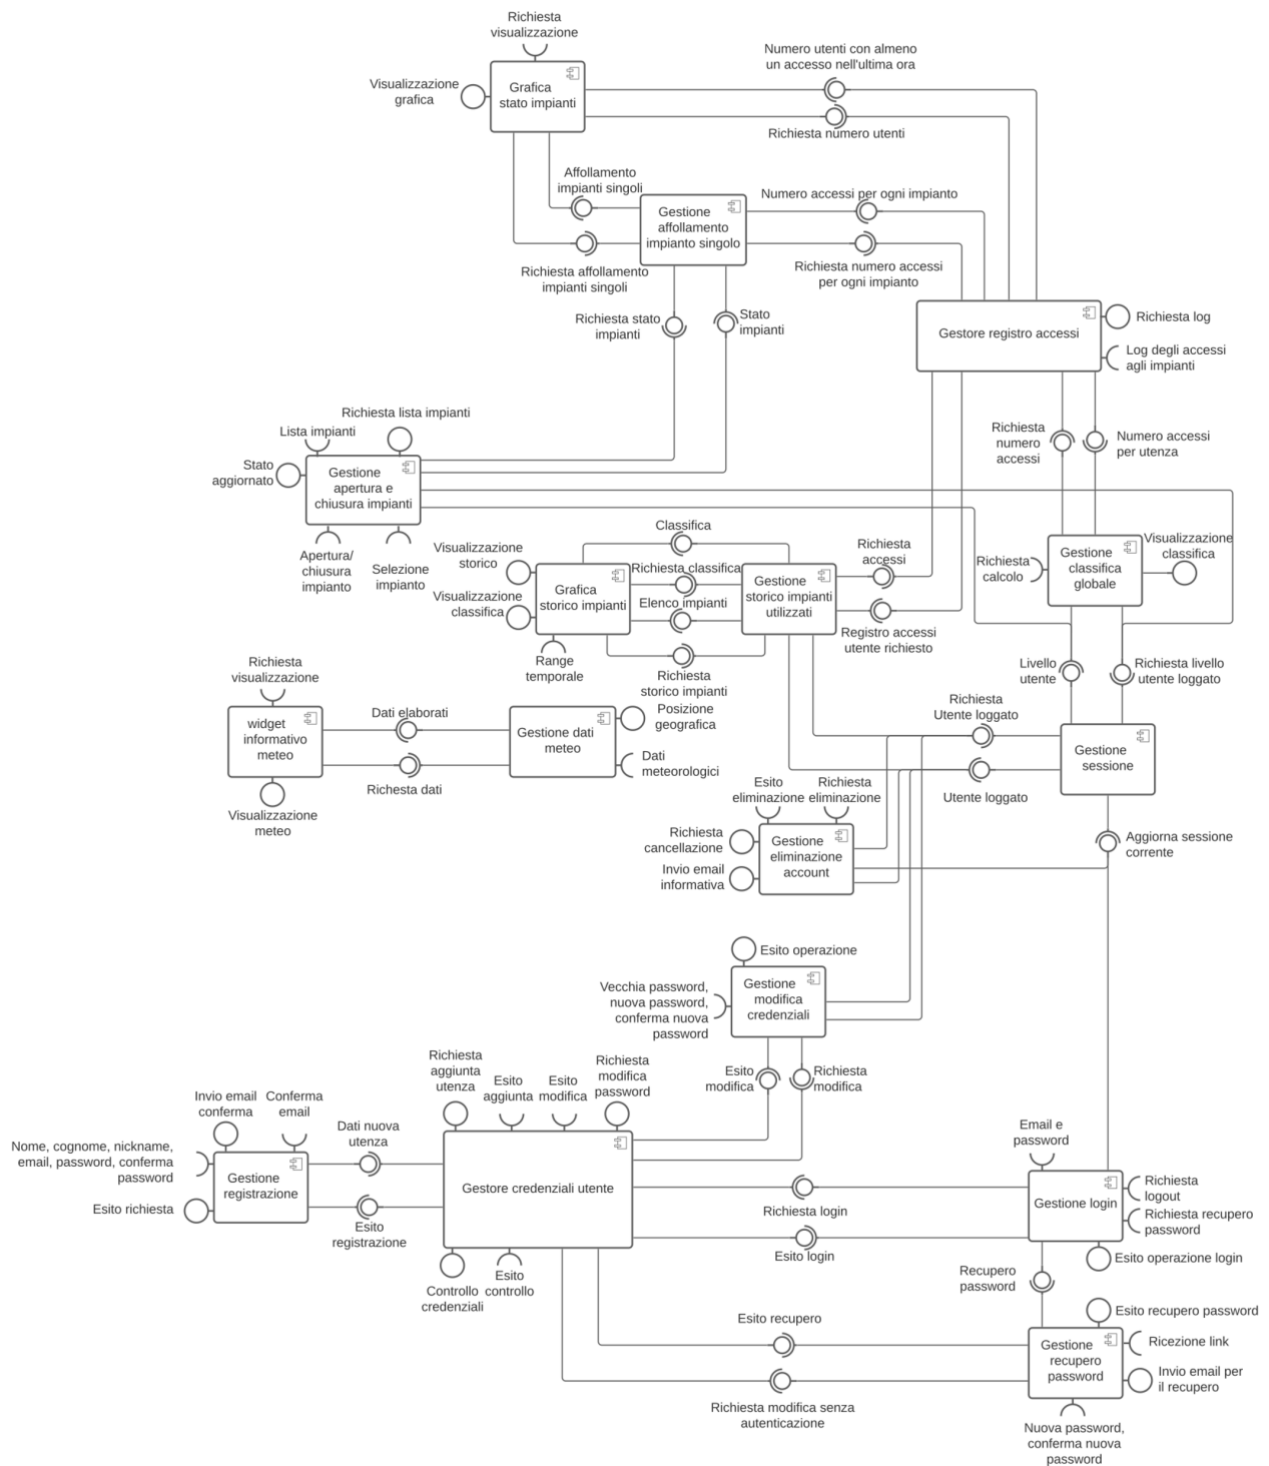 Richiesta
visualizzazione
Numero utenti con almeno
un accesso nell'ultima ora
Visualizzazione
grafica
Grafica
stato impianti
Richiesta numero utenti
Affollamento
impianti singoli
Numero accessi per ogni impianto
Gestione
affollamento
impianto singolo
Richiesta affollamento
impianti singoli
Richiesta numero accessi
per ogni impianto
Richiesta stato
impianti
Stato
impianti
Gestore registro accessi
Richiesta log
Log degli accessi
agli impianti
Richiesta lista impianti
Lista impianti
Stato
aggiornato
Gestione
apertura e
chiusura impianti
Richiesta
numero
accessi
Numero accessi
per utenza
Apertura/
chiusura
impianto
Selezione
impianto
Classifica
Visualizzazione
storico
Visualizzazione
classifica
Grafica
storico impianti
Richiesta classifica
Elenco impianti
Gestione
storico impianti
utilizzati
Richiesta
accessi
Registro accessi
utente richiesto
Richiesta
calcolo
Gestione
classifica
globale
Visualizzazione
classifica
Range
temporale
Richiesta
storico impianti
Livello
utente
Richiesta livello
utente loggato
Richiesta
visualizzazione
widget
informativo
meteo
Dati elaborati
Richesta dati
Gestione dati
meteo
Posizione
geografica
Dati
meteorologici
Visualizzazione
meteo
Richiesta
Utente loggato
Gestione
sessione
Utente loggato
Esito
eliminazione
Richiesta
eliminazione
Richiesta
cancellazione
Invio email
informativa
Gestione
eliminazione
account
Aggiorna sessione
corrente
Esito operazione
Vecchia password,
nuova password,
conferma nuova
password
Gestione
modifica
credenziali
Esito
modifica
Richiesta
modifica
Richiesta
aggiunta
utenza
Esito
aggiunta
Esito
modifica
Richiesta
modifica
password
Invio email
conferma
Conferma
email
Dati nuova
utenza
Nome, cognome, nickname,
email, password, conferma
password
Esito richiesta
Gestione
registrazione
Esito
registrazione
Gestore credenziali utente
Controllo
credenziali
Esito
controllo
Richiesta login
Esito login
Email e
password
Gestione login
Richiesta
logout
Richiesta recupero
password
Esito operazione login
Recupero
password
Esito recupero
Richiesta modifica senza
autenticazione
Esito recupero password
Gestione
recupero
password
Ricezione link
Invio email per
il recupero
Nuova password,
conferma nuova
password